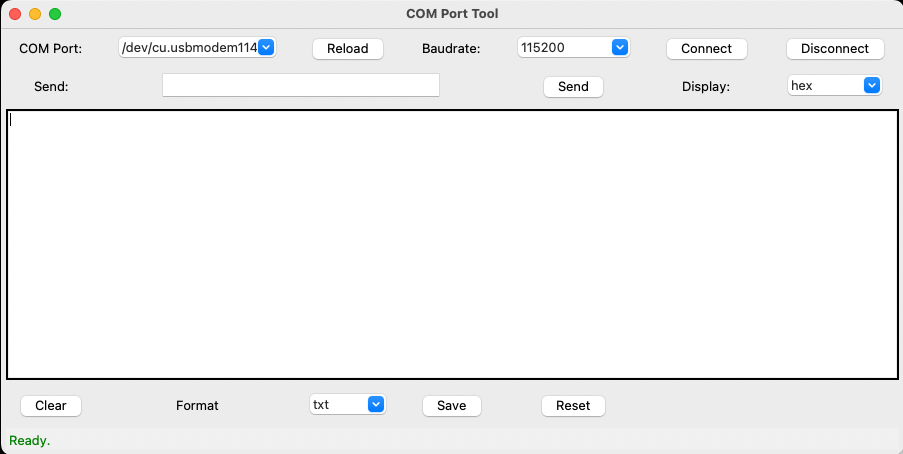 COM Port Tool
COM Port: /dev/cu.usbmodem114 Reload Baudrate: 115200 Connect Disconnect
Send: Send Display: hex
Clear Format txt Save Reset
Ready.